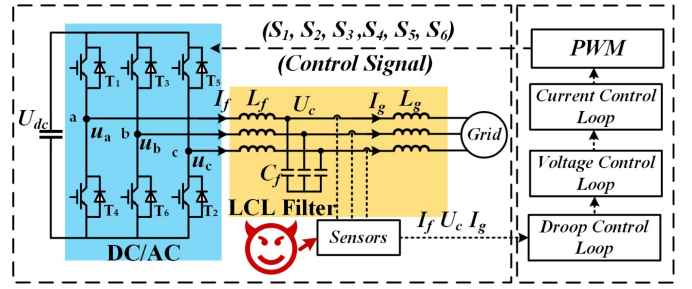 (S1, S2, S3 ,S4, S5, S6)
(Control Signal)
PWM
Current Control
Loop
Voltage Control
Loop
Droop Control
Loop
Udc
T1
T3
T5
a
ua
b
ub
c
uc
T4
T6
T2
DC/AC
If
Lf
Uc
Ig
Lg
Grid
Cf
LCL Filter
Sensors
If Uc Ig